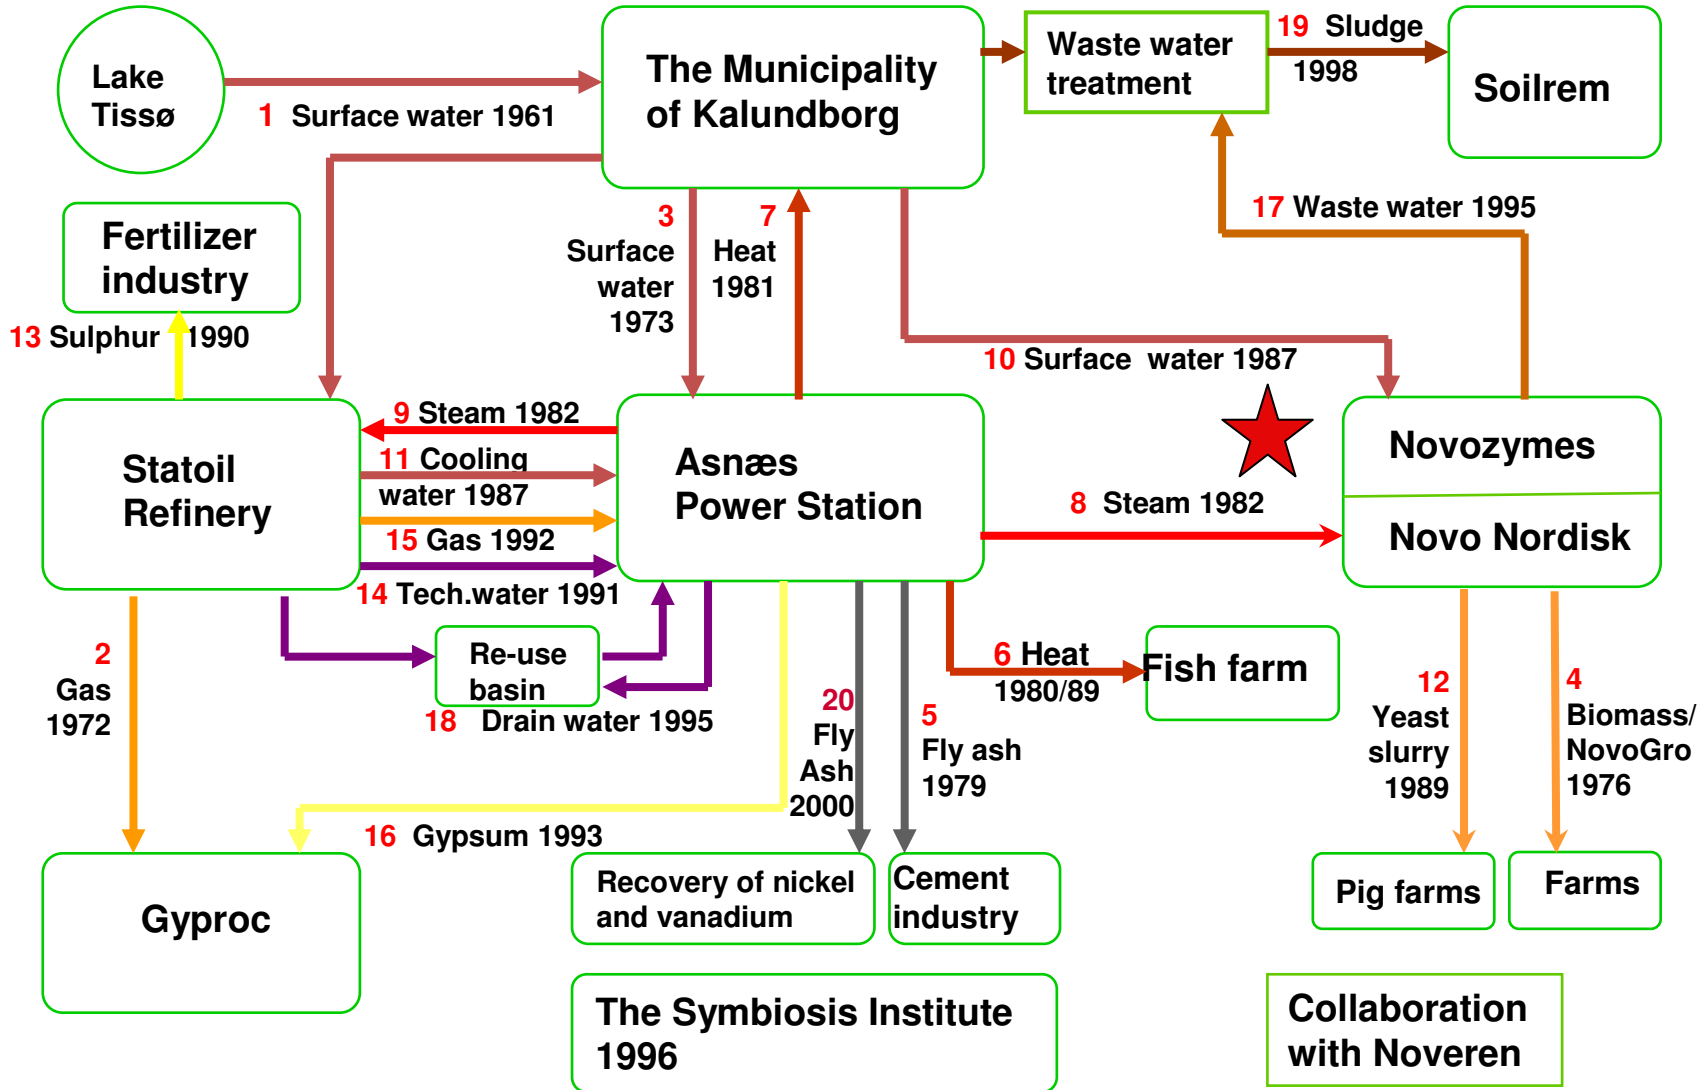 Lake
Tissø
1 Surface water 1961
The Municipality
of Kalundborg
Waste water
treatment
19 Sludge
1998
Soilrem
Fertilizer
industry
13 Sulphur 1990
3
Surface
water
1973
7
Heat
1981
17 Waste water 1995
10 Surface water 1987
Statoil
Refinery
9 Steam 1982
11 Cooling
water 1987
15 Gas 1992
14 Tech.water 1991
Asnæs
Power Station
8 Steam 1982
Novozymes
Novo Nordisk
2
Gas
1972
Re-use
basin
18 Drain water 1995
20
Fly
Ash
2000
5
Fly ash
1979
6 Heat
1980/89
Fish farm
12
Yeast
slurry
1989
4
Biomass/
NovoGro
1976
16 Gypsum 1993
Gyproc
Recovery of nickel
and vanadium
Cement
industry
Pig farms
Farms
The Symbiosis Institute
1996
Collaboration
with Noveren